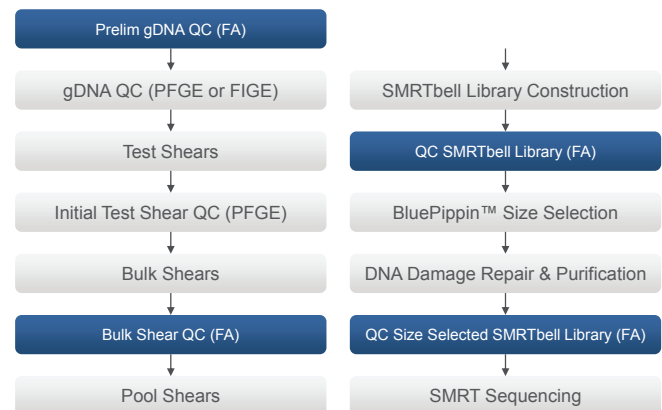 Prelim gDNA QC (FA)
gDNA QC (PFGE or FIGE)
Test Shears
Initial Test Shear QC (PFGE)
Bulk Shears
Bulk Shear QC (FA)
Pool Shears
SMRTbell Library Construction
QC SMRTbell Library (FA)
BluePippin™ Size Selection
DNA Damage Repair & Purification
QC Size Selected SMRTbell Library (FA)
SMRT Sequencing